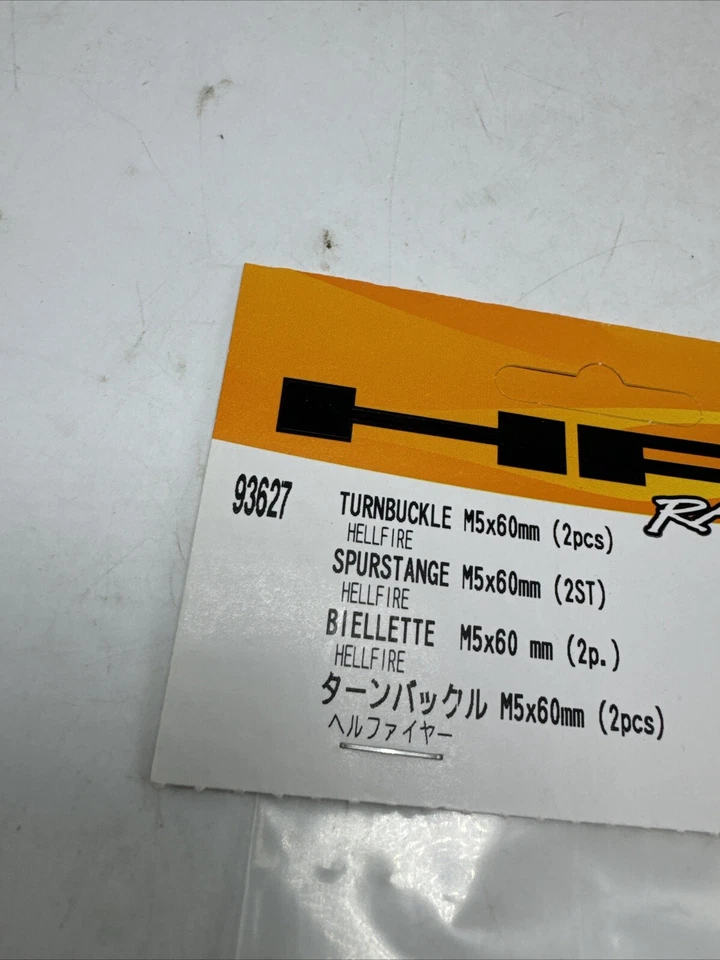 93627 TURNBUCKLE M5x60mm (2pcs)
HELLFIRE
SPURSTANGE M5x60mm (2ST)
HELLFIRE
BIELLETTE M5x60 mm (2p.)
HELLFIRE
ターンバックル M5x60mm (2pcs)
ヘルファイヤー